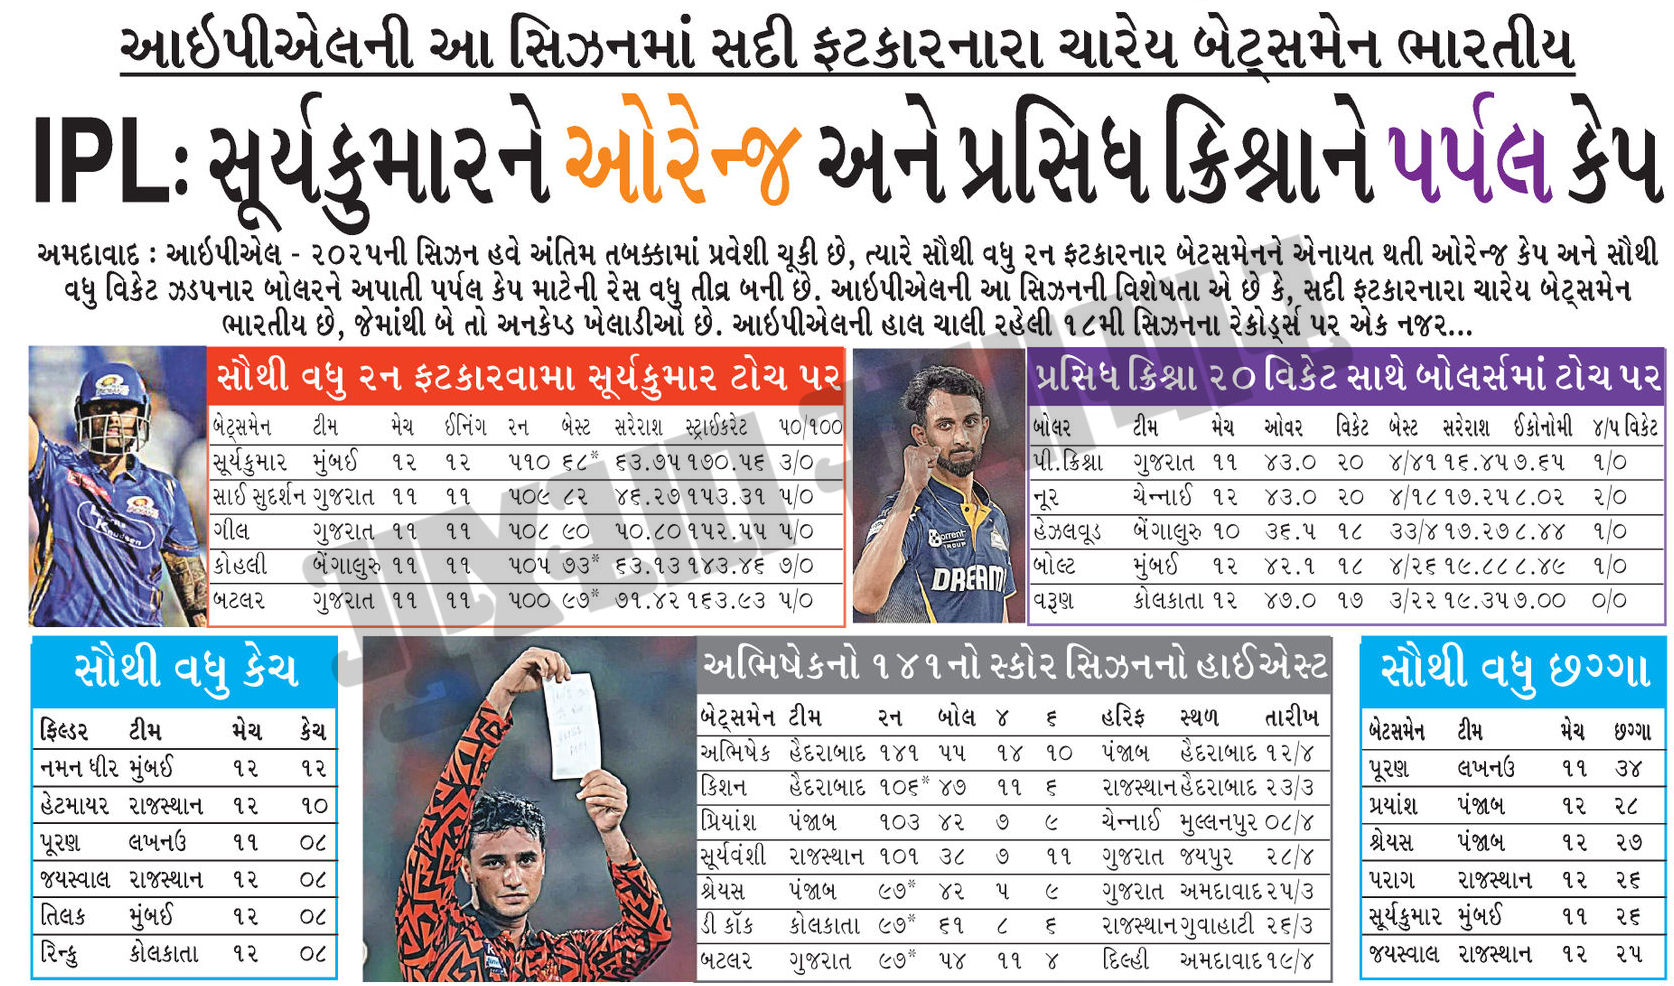 આઇપીએલની આ સિઝનમાં સદી ફટકારનારા ચારેય બેટ્સમેન ભારતીય
IPL: સૂર્યકુમારને ઓરેન્જ અને પ્રસિધ ક્રિશ્નાને પર્પલ કેપ
અમદાવાદ : આઇપીએલ - ૨૦૨૫ની સિઝન હવે અંતિમ તબક્કામાં પ્રવેશી ચૂકી છે, ત્યારે સૌથી વધુ રન ફટકારનાર બેટસમેનને એનાયત થતી ઓરેન્જ કેપ અને સૌથી
વધુ વિકેટ ઝડપનાર બોલરને અપાતી પર્પલ કેપ માટેની રેસ વધુ તીવ્ર બની છે. આઇપીએલની આ સિઝનની વિશેષતા એ છે કે, સદી ફટકારનારા ચારેય બેટ્સમેન
ભારતીય છે, જેમાંથી બે તો અનકેપ્ડ ખેલાડીઓ છે. આઇપીએલની હાલ ચાલી રહેલી ૧૮મી સિઝનના રેકોર્ડ્સ પર એક નજર...
સૌથી વધુ રન ફટકારવામા સૂર્યકુમાર ટોચ પર
બેટ્સમેન ટીમ મેચ ઈનિંગ રન બેસ્ટ સરેરાશ સ્ટ્રાઈકરેટ ૫૦/૧૦૦
સૂર્યકુમાર મુંબઈ ૧૨ ૧૨ ૫૧૦ ૬૮* ૬૩.૭૫ ૧૭૦.૫૬ ૩/૦
સાઈ સુદર્શન ગુજરાત ૧૧ ૧૧ ૫૦૯ ૮૨ ૪૬.૨૭ ૧૫૩.૩૧ ૫/૦
ગીલ ગુજરાત ૧૧ ૧૧ ૫૦૮ ૯૦ ૫૦.૮૦ ૧૫૨.૫૫ ૫/૦
કોહલી બેંગાલુરુ ૧૧ ૧૧ ૫૦૫ ૭૩* ૬૩.૧૩ ૧૪૩.૪૬ ૭/૦
બટલર ગુજરાત ૧૧ ૧૧ ૫૦૦ ૯૭* ૭૧.૪૨ ૧૬૩.૯૩ ૫/૦
પ્રસિધ ક્રિશ્ના ૨૦ વિકેટ સાથે બોલર્સમાં ટોચ પર
બોલર ટીમ મેચ ઓવર વિકેટ બેસ્ટ સરેરાશ ઈકોનોમી ૪/૫ વિકેટ
પી.ક્રિશ્ના ગુજરાત ૧૧ ૪૩.૦ ૨૦ ૪/૪૧ ૧૬.૪૫ ૭.૬૫ ૧/૦
નૂર ચેન્નાઈ ૧૨ ૪૩.૦ ૨૦ ૪/૧૮ ૧૭.૨૫ ૮.૦૨ ૨/૦
હેઝલવૂડ બેંગાલુરુ ૧૦ ૩૬.૫ ૧૮ ૩૩/૪ ૧૭.૨૭ ૮.૪૪ ૧/૦
બોલ્ટ મુંબઈ ૧૨ ૪૨.૧ ૧૮ ૪/૨૬ ૧૯.૮૮ ૮.૪૯ ૧/૦
વરૂણ કોલકાતા ૧૨ ૪૭.૦ ૧૭ ૩/૨૨ ૧૯.૩૫ ૭.૦૦ ૦/૦
torrent
GROUP
DREAM
સૌથી વધુ કેચ
ફિલ્ડર ટીમ મેચ કેચ
નમન ધીર મુંબઈ ૧૨ ૧૨
હેટમાયર રાજસ્થાન ૧૨ ૧૦
પૂરણ લખનઉ ૧૧ ૦૮
જયસ્વાલ રાજસ્થાન ૧૨ ૦૮
તિલક મુંબઈ ૧૨ ૦૮
રિન્કુ કોલકાતા ૧૨ ૦૮
અભિષેકનો ૧૪૧નો સ્કોર સિઝનનો હાઈએસ્ટ
બેટ્સમેન ટીમ રન બોલ ૪ ૬ હરિફ સ્થળ તારીખ
અભિષેક હૈદરાબાદ ૧૪૧ ૫૫ ૧૪ ૧૦ પંજાબ હૈદરાબાદ ૧૨/૪
કિશન હૈદરાબાદ ૧૦૬* ૪૭ ૧૧ ૬ રાજસ્થાન હૈદરાબાદ ૨૩/૩
પ્રિયાંશ પંજાબ ૧૦૩ ૪૨ ૭ ૯ ચેન્નાઈ મુલ્લનપુર ૦૮/૪
સૂર્યવંશી રાજસ્થાન ૧૦૧ ૩૮ ૭ ૧૧ ગુજરાત જયપુર ૨૮/૪
શ્રેયસ પંજાબ ૯૭* ૪૨ ૫ ૯ ગુજરાત અમદાવાદ ૨૫/૩
ડી કૉક કોલકાતા ૯૭* ૬૧ ૮ ૬ રાજસ્થાન ગુવાહાટી ૨૬/૩
બટલર ગુજરાત ૯૭* ૫૪ ૧૧ ૪ દિલ્હી અમદાવાદ ૧૯/૪
સૌથી વધુ છગ્ગા
બેટસમેન ટીમ મેચ છગ્ગા
પૂરણ લખનઉ ૧૧ ૩૪
પ્રયાંશ પંજાબ ૧૨ ૨૮
શ્રેયસ પંજાબ ૧૨ ૨૭
પરાગ રાજસ્થાન ૧૨ ૨૬
સૂર્યકુમાર મુંબઈ ૧૧ ૨૬
જયસ્વાલ રાજસ્થાન ૧૨ ૨૫